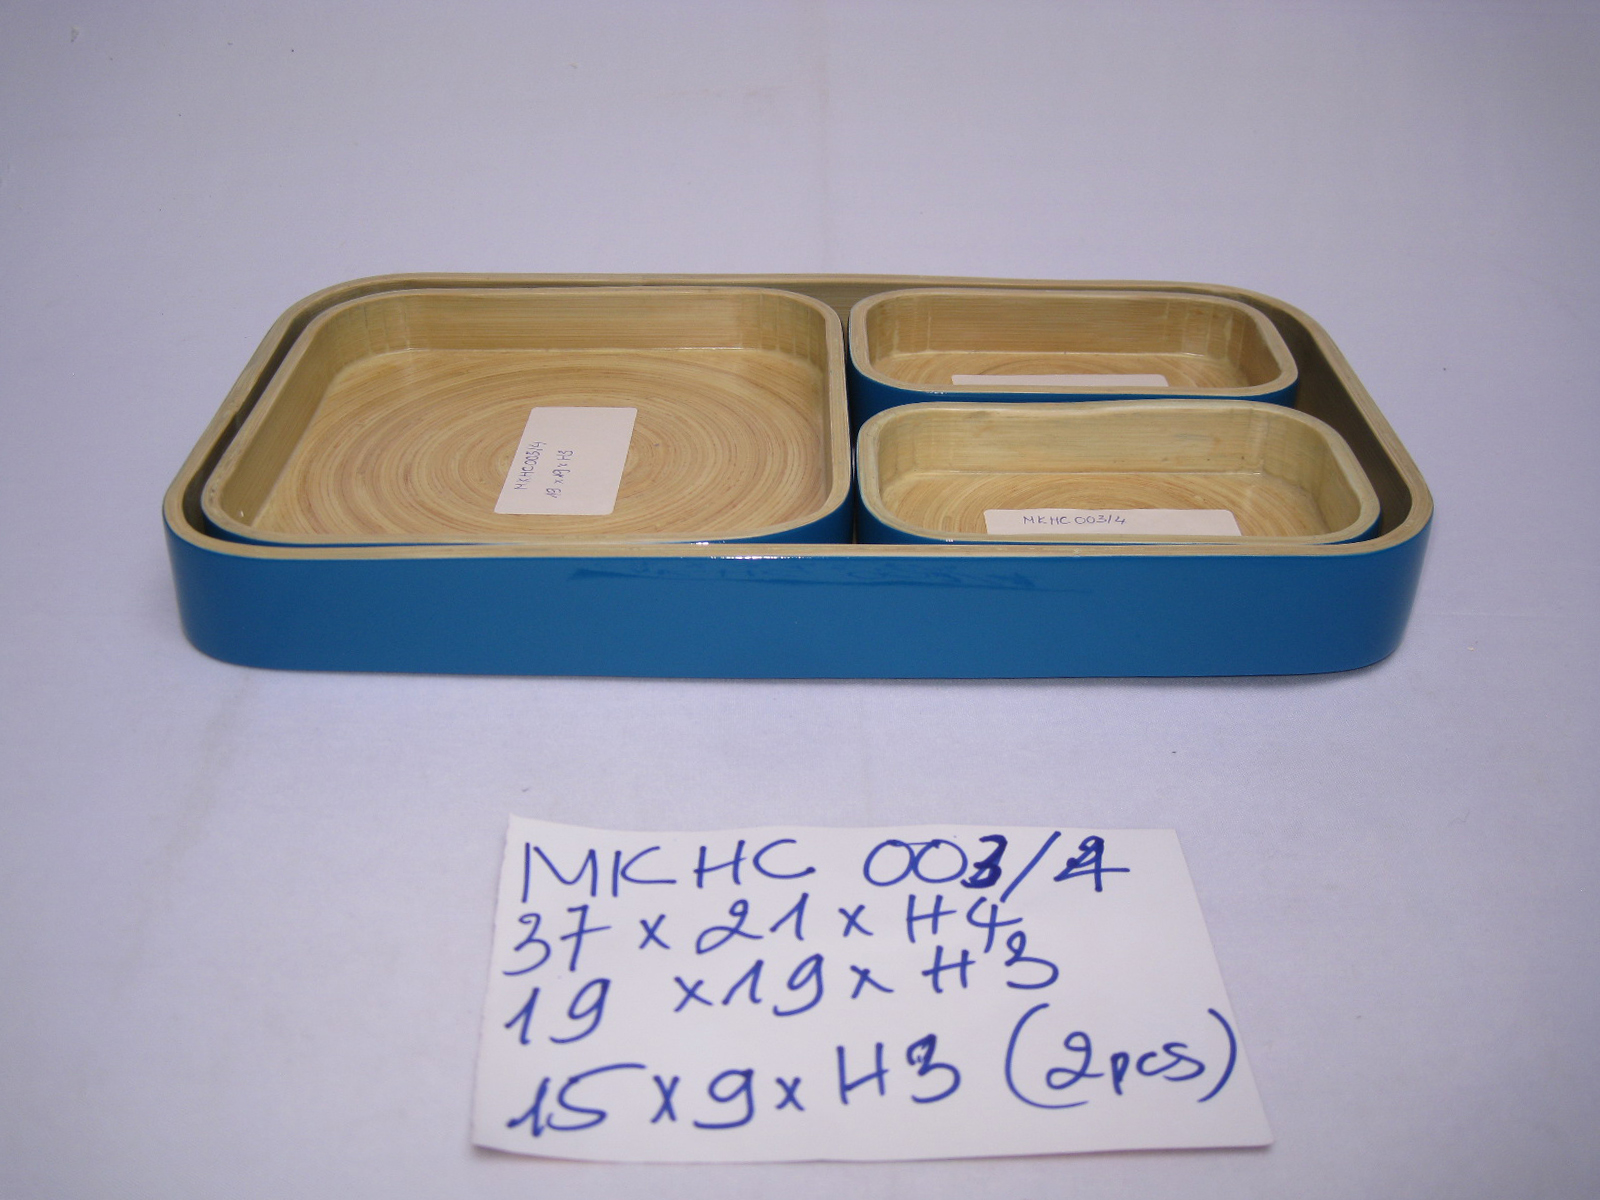 MKHC003/4
19 x 19 x H3
MKHC 003/4
MKHC 003/4
37 x 21 x H4
19 x 19 x H3
15 x 9 x H3 (2pcs)